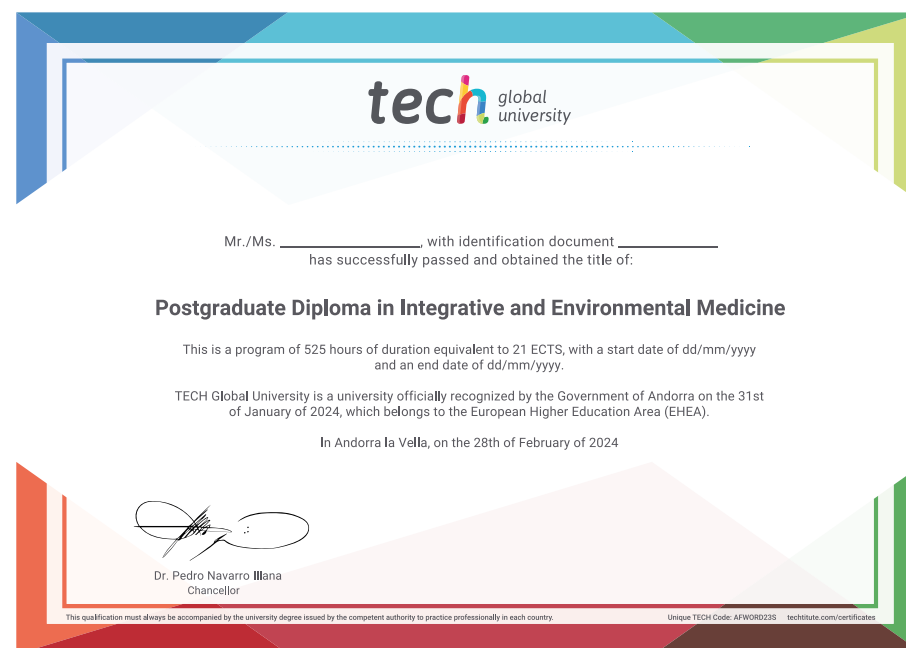 tech global
university
Mr./Ms. ____________, with identification document ____________
has successfully passed and obtained the title of:
Postgraduate Diploma in Integrative and Environmental Medicine
This is a program of 525 hours of duration equivalent to 21 ECTS, with a start date of dd/mm/yyyy
and an end date of dd/mm/yyyy.
TECH Global University is a university officially recognized by the Government of Andorra on the 31st
of January of 2024, which belongs to the European Higher Education Area (EHEA).
In Andorra la Vella, on the 28th of February of 2024
Dr. Pedro Navarro Illana
Chancellor
This qualification must always be accompanied by the university degree issued by the competent authority to practice professionally in each country.
Unique TECH Code: AFWORD23S techtitute.com/certificates